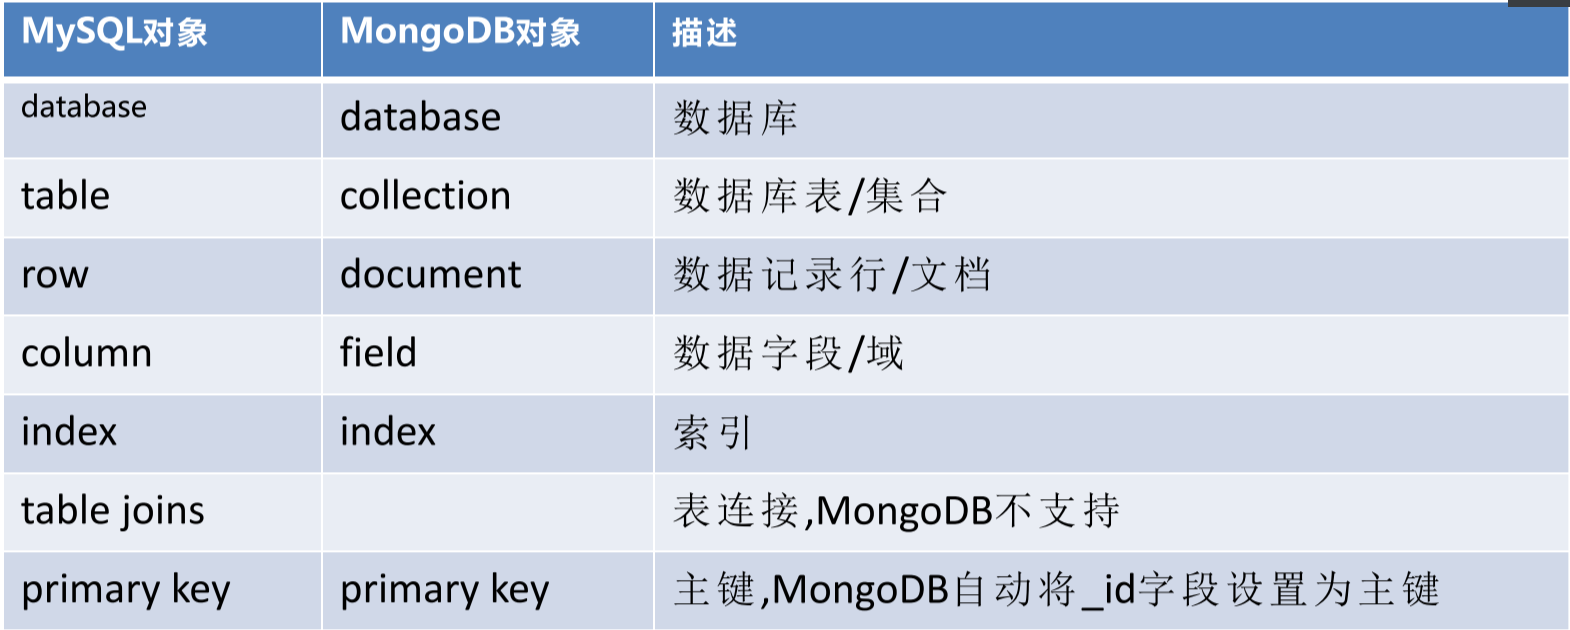 MySQL对象 MongoDB对象 描述
database database 数据库
table collection 数据库表/集合
row document 数据记录行/文档
column field 数据字段/域
index index 索引
table joins 表连接,MongoDB不支持
primary key primary key 主键,MongoDB自动将_id字段设置为主键